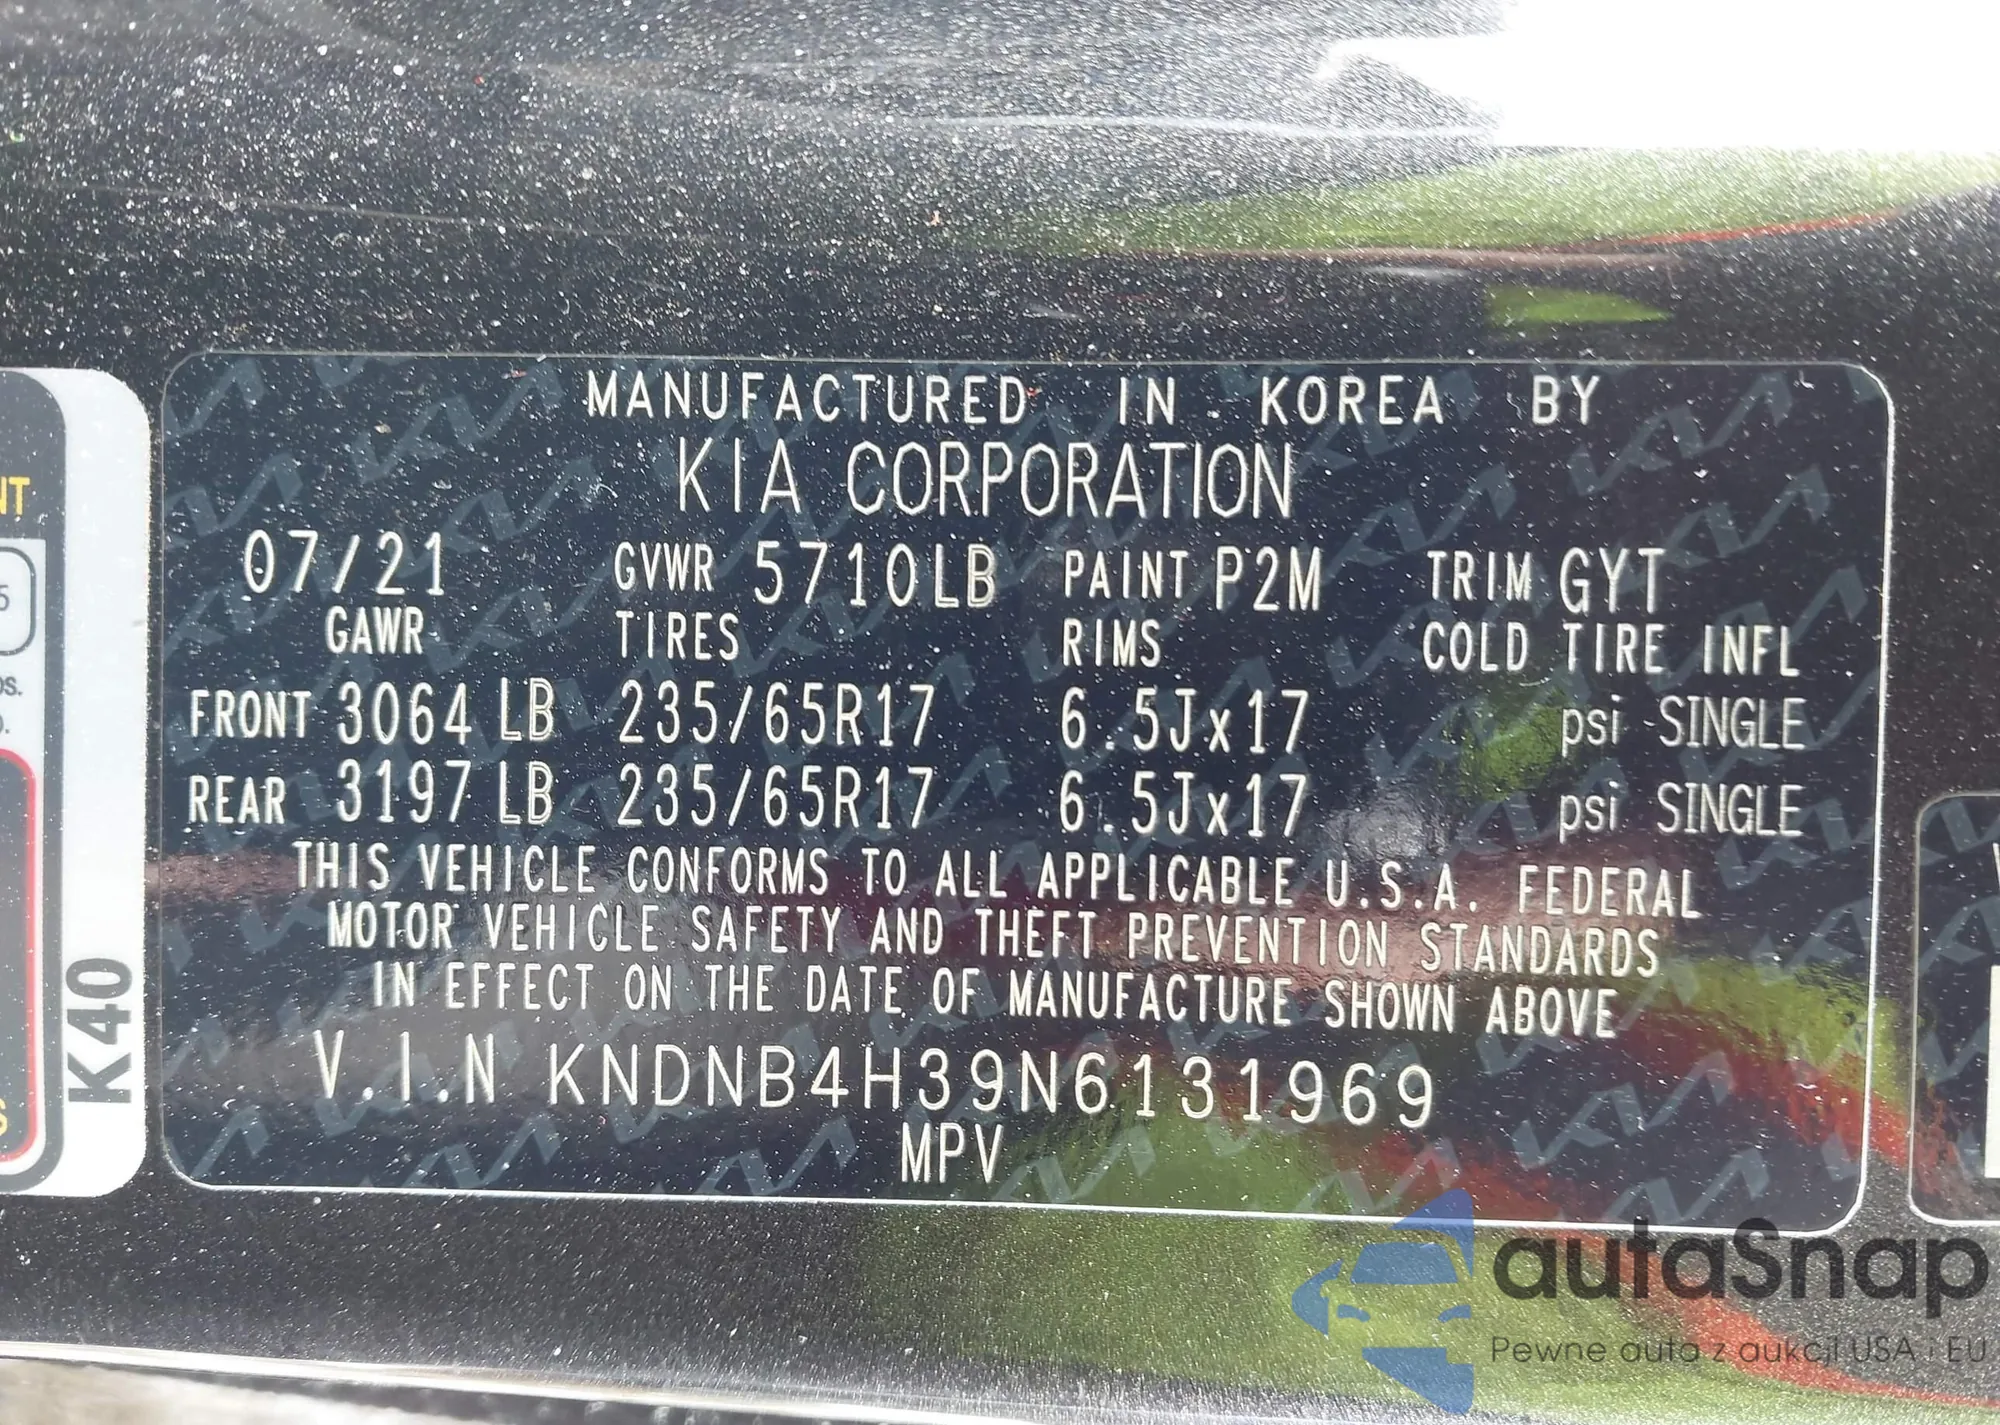 MANUFACTURED IN KOREA BY
KIA CORPORATION
07/21 GVWR 5710LB PAINT P2M TRIM GYT
GAWR TIRES RIMS COLD TIRE INFL
FRONT 3064 LB 235/65R17 6.5Jx17 psi SINGLE
REAR 3197 LB 235/65R17 6.5Jx17 psi SINGLE
THIS VEHICLE CONFORMS TO ALL APPLICABLE U.S.A. FEDERAL
MOTOR VEHICLE SAFETY AND THEFT PREVENTION STANDARDS
IN EFFECT ON THE DATE OF MANUFACTURE SHOWN ABOVE
V.I.N KNDNB4H39N6131969
MPV
K40
NT
5
autaSnap
Pewne auta z aukcji USA i EU